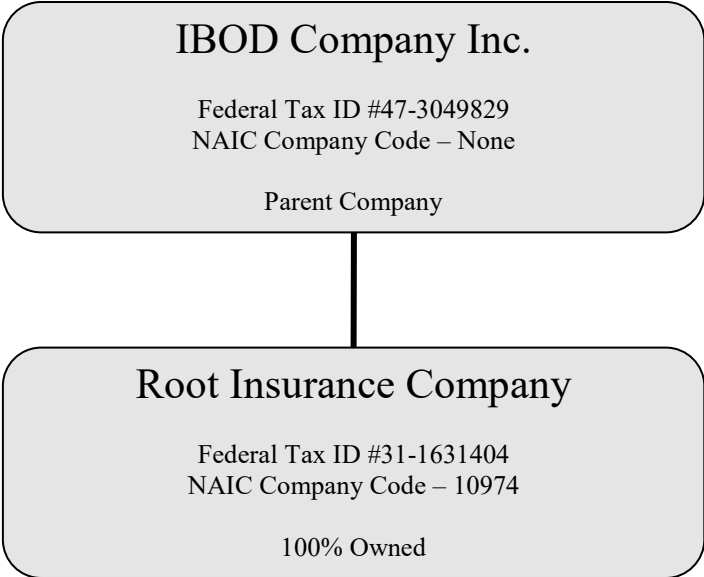 IBOD Company Inc.
Federal Tax ID #47-3049829
NAIC Company Code – None
Parent Company
Root Insurance Company
Federal Tax ID #31-1631404
NAIC Company Code – 10974
100% Owned